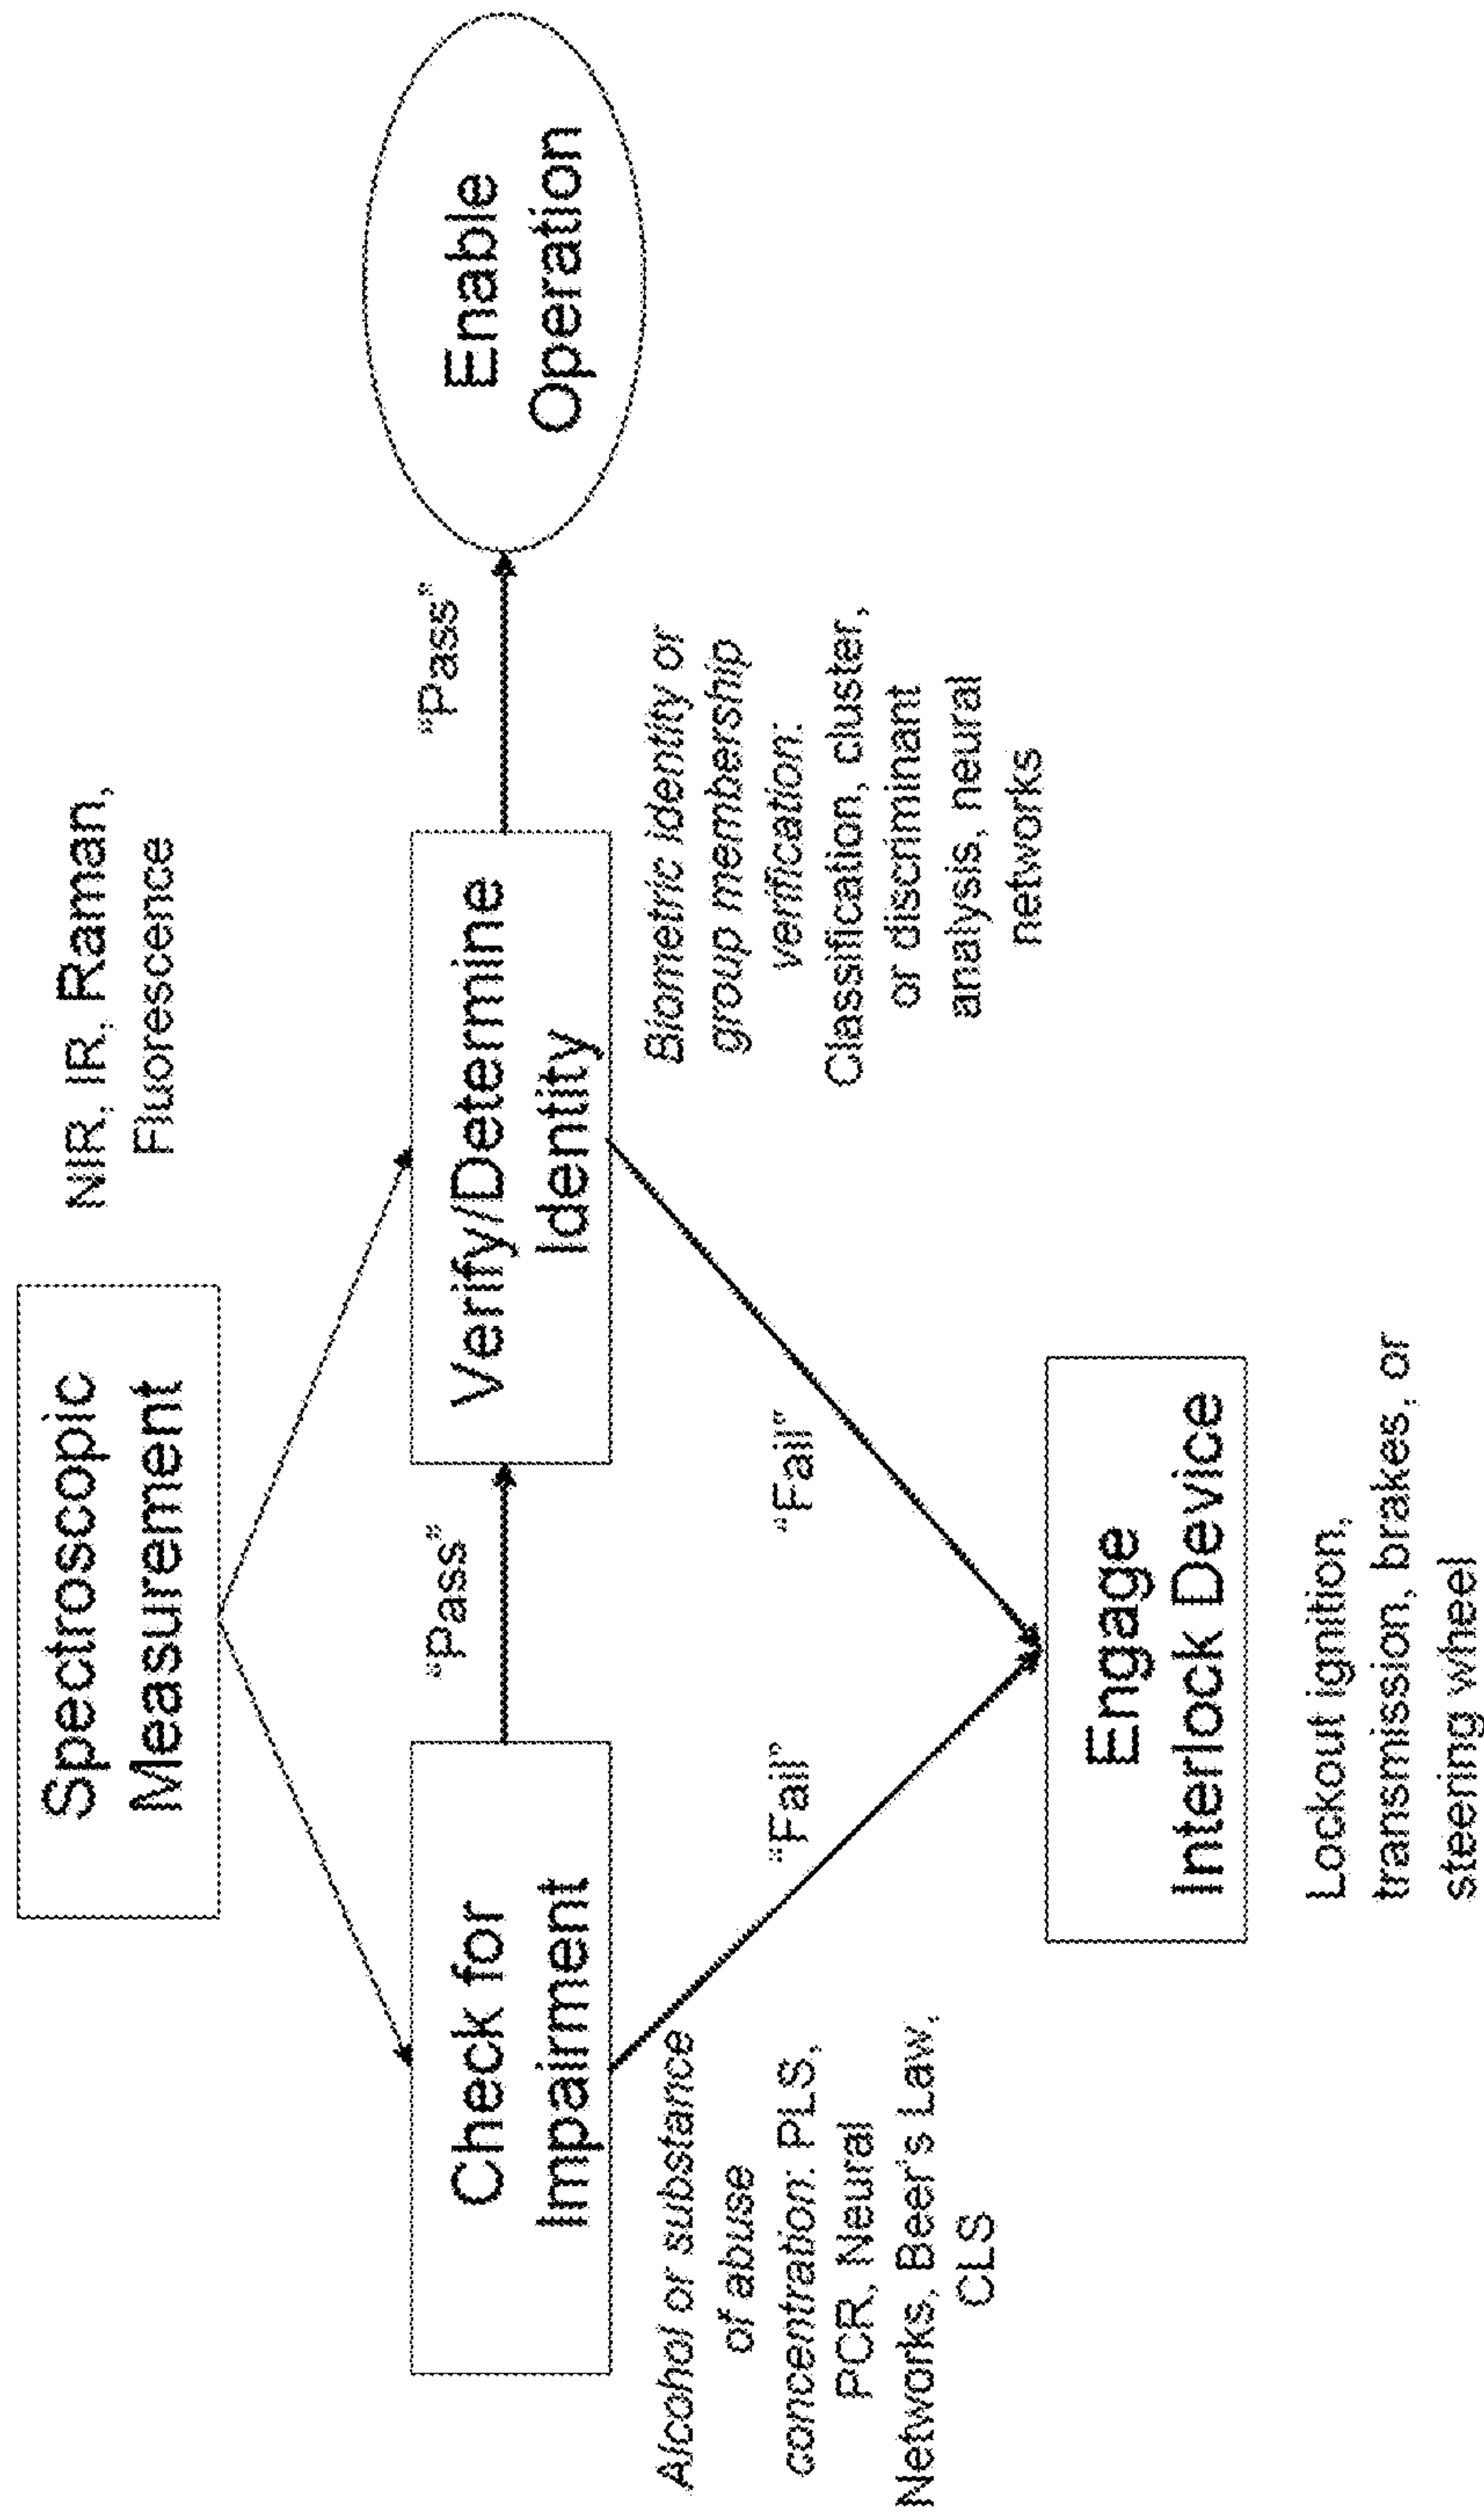 Spectroscopic
Measurement
NIR, IR, Raman,
Fluorescence
Check for
Impairment
"Pass"
Verify/Determine
Identity
"Pass"
Enable
Operation
Alcohol or substance
of abuse
concentration: PLS,
PCR, Neural
Networks, Beer's Law,
CLS
"Fail"
"Fail"
Biometric identity or
group membership
verification:
Classification, cluster,
or discriminant
analysis, neural
networks
Engage
Interlock Device
Lockout ignition,
transmission, brakes, or
steering wheel